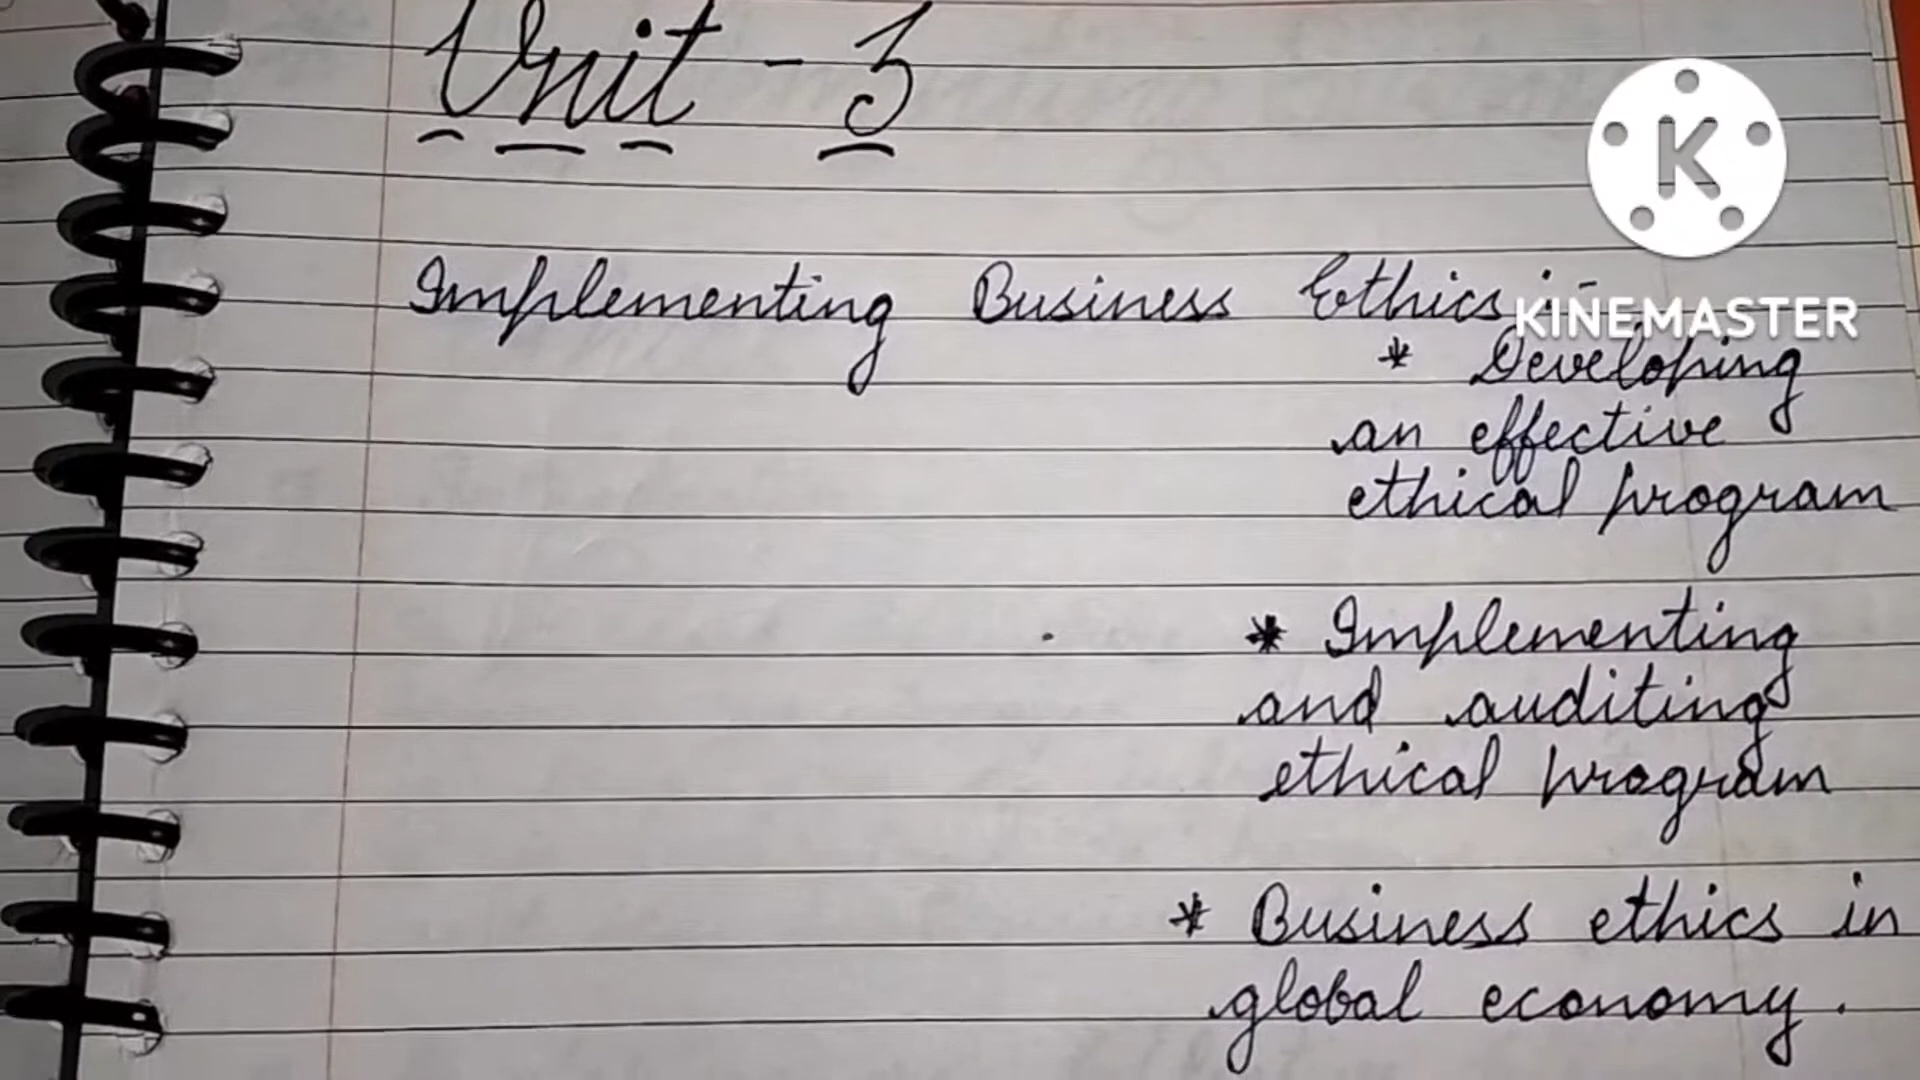 Unit - 3
Implementing Business Ethics :-
KINEMASTER
* Developing
an effective
ethical program
* Implementing
and auditing
ethical program
* Business ethics in
global economy.